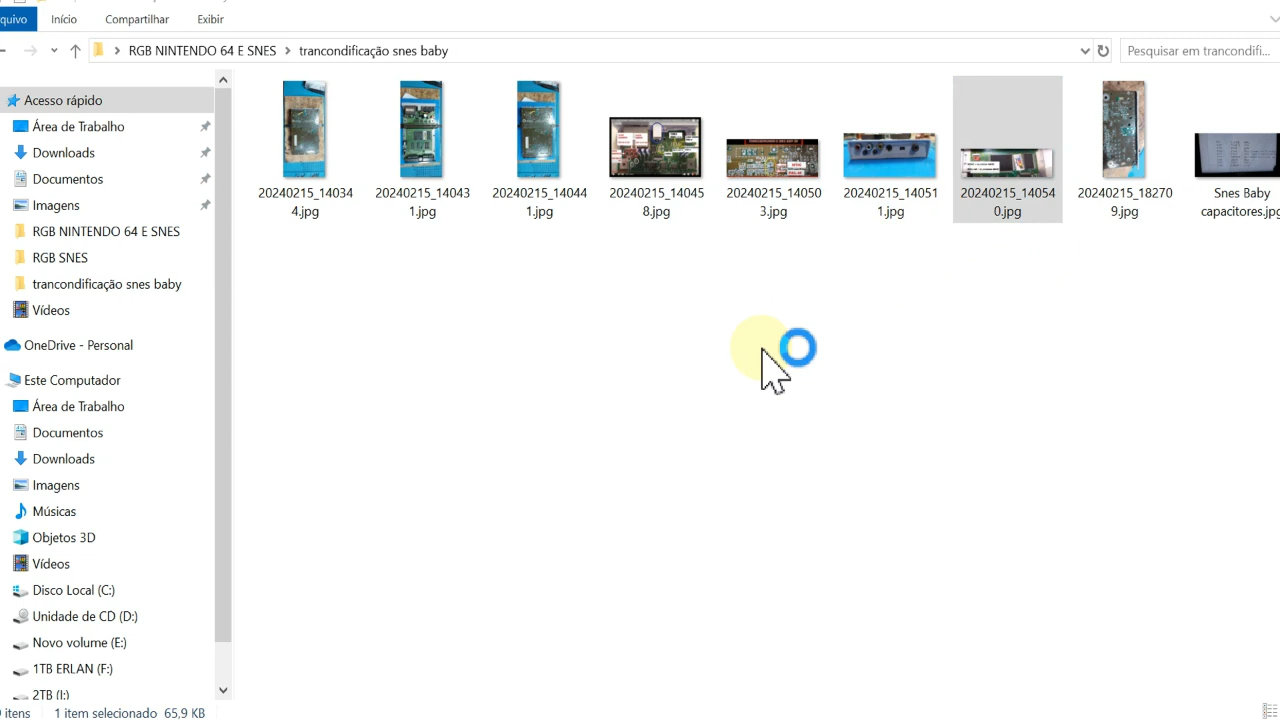 quivo Início Compartilhar Exibir
RGB NINTENDO 64 E SNES trancondificação snes baby
Pesquisar em trancondifi...
Acesso rápido
Área de Trabalho
Downloads
Documentos
Imagens
RGB NINTENDO 64 E SNES
RGB SNES
trancondificação snes baby
Vídeos
OneDrive - Personal
Este Computador
Área de Trabalho
Documentos
Downloads
Imagens
Músicas
Objetos 3D
Vídeos
Disco Local (C:)
Unidade de CD (D:)
Novo volume (E:)
1TB ERLAN (F:)
2TB (I:)
20240215_14034
4.jpg
20240215_14043
1.jpg
20240215_14044
1.jpg
20240215_14045
8.jpg
20240215_14050
3.jpg
20240215_14051
1.jpg
20240215_14054
0.jpg
20240215_18270
9.jpg
Snes Baby
capacitores.jpg
itens 1 item selecionado 65,9 KB